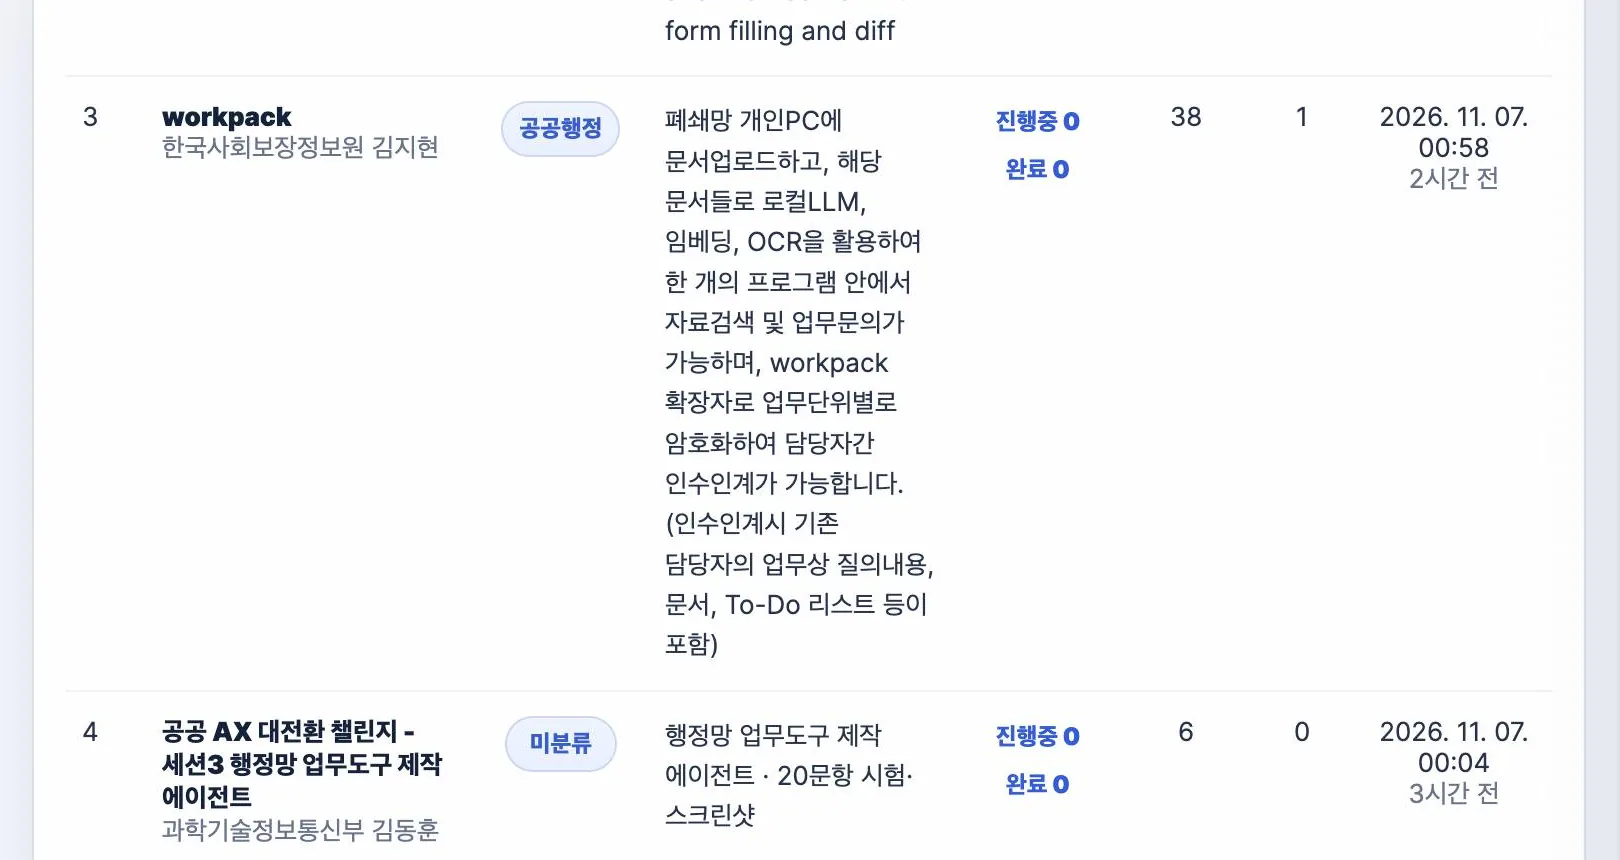 form filling and diff
3
workpack
한국사회보장정보원 김지현
공공행정
폐쇄망 개인PC에
문서업로드하고, 해당
문서들로 로컬LLM,
임베딩, OCR을 활용하여
한 개의 프로그램 안에서
자료검색 및 업무문의가
가능하며, workpack
확장자로 업무단위별로
암호화하여 담당자간
인수인계가 가능합니다.
(인수인계시 기존
담당자의 업무상 질의내용,
문서, To-Do 리스트 등이
포함)
진행중 0
완료 0
38
1
2026. 11. 07.
00:58
2시간 전
4
공공 AX 대전환 챌린지 -
세션3 행정망 업무도구 제작
에이전트
과학기술정보통신부 김동훈
미분류
행정망 업무도구 제작
에이전트 · 20문항 시험·
스크린샷
진행중 0
완료 0
6
0
2026. 11. 07.
00:04
3시간 전